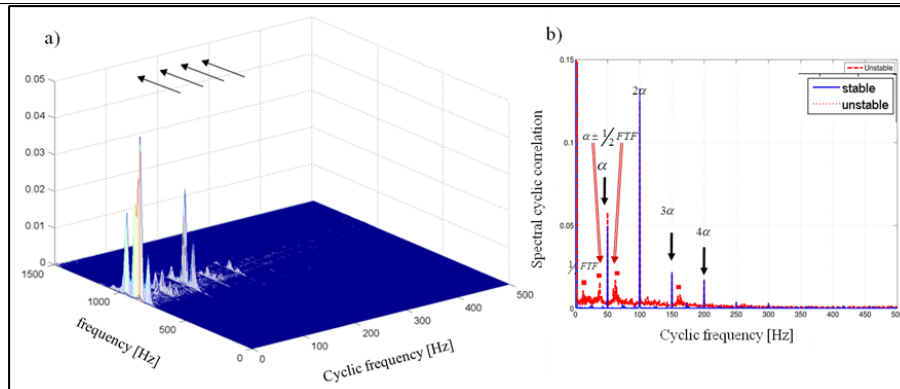 a)
0.05
0.04
0.03
0.02
0.01
0
1500
1000
500
0
frequency [Hz]
0
100
200
300
400
500
Cyclic frequency [Hz]
b)
Spectral cyclic correlation
0.15
0.1
0.05
0
Unstable
stable
unstable
2α
α ± 1/2 FTF
α
3α
4α
FTF
0 50 100 150 200 250 300 350 400 450 500
Cyclic frequency [Hz]